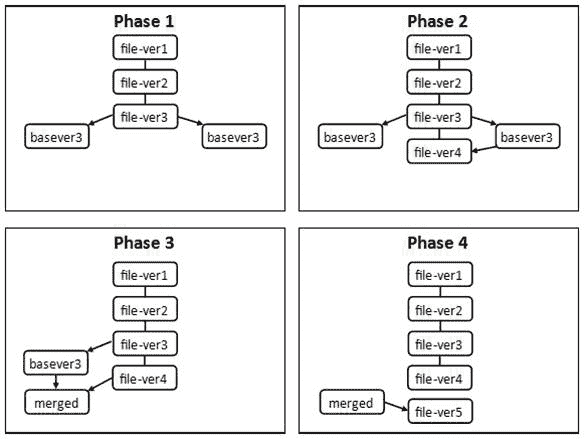 Phase 1
file-ver1
file-ver2
file-ver3
basever3
basever3
Phase 2
file-ver1
file-ver2
file-ver3
basever3
basever3
file-ver4
Phase 3
file-ver1
file-ver2
file-ver3
basever3
file-ver4
merged
Phase 4
file-ver1
file-ver2
file-ver3
file-ver4
merged
file-ver5